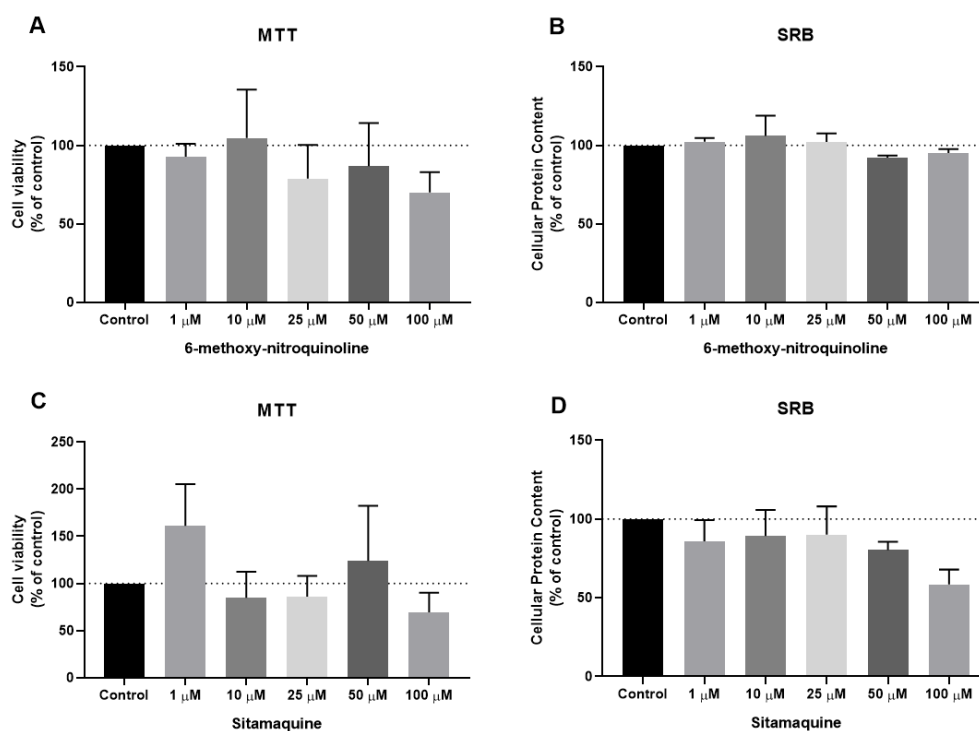 A
MTT
Cell viability
(% of control)
150
100
50
0
Control 1 μM 10 μM 25 μM 50 μM 100 μM
6-methoxy-nitroquinoline
B
SRB
Cellular Protein Content
(% of control)
150
100
50
0
Control 1 μM 10 μM 25 μM 50 μM 100 μM
6-methoxy-nitroquinoline
C
MTT
Cell viability
(% of control)
250
200
150
100
50
0
Control 1 μM 10 μM 25 μM 50 μM 100 μM
Sitamaquine
D
SRB
Cellular Protein Content
(% of control)
150
100
50
0
Control 1 μM 10 μM 25 μM 50 μM 100 μM
Sitamaquine